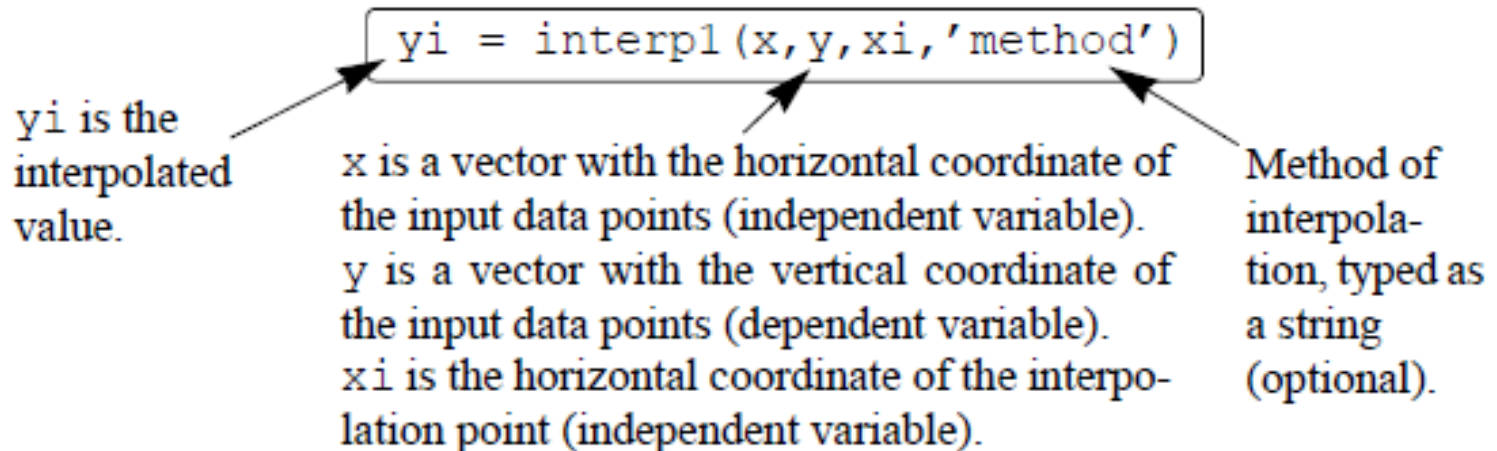 yi = interp1(x,y,xi,’method’)
yi is the
interpolated
value.
x is a vector with the horizontal coordinate of
the input data points (independent variable).
y is a vector with the vertical coordinate of
the input data points (dependent variable).
xi is the horizontal coordinate of the interpo-
lation point (independent variable).
Method of
interpola-
tion, typed as
a string
(optional).